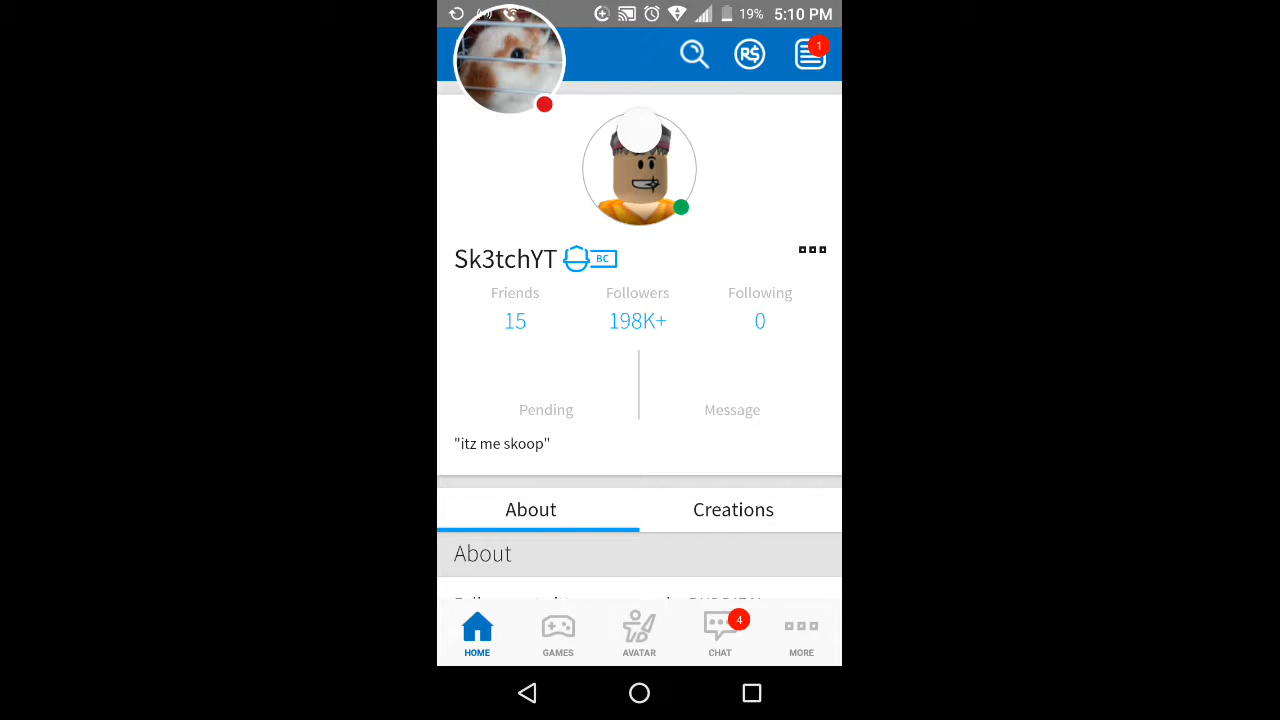 19% 5:10 PM
R$ 1
Sk3tchYT BC
Friends Followers Following
15 198K+ 0
Pending Message
"itz me skoop"
About Creations
About
4
HOME GAMES AVATAR CHAT MORE